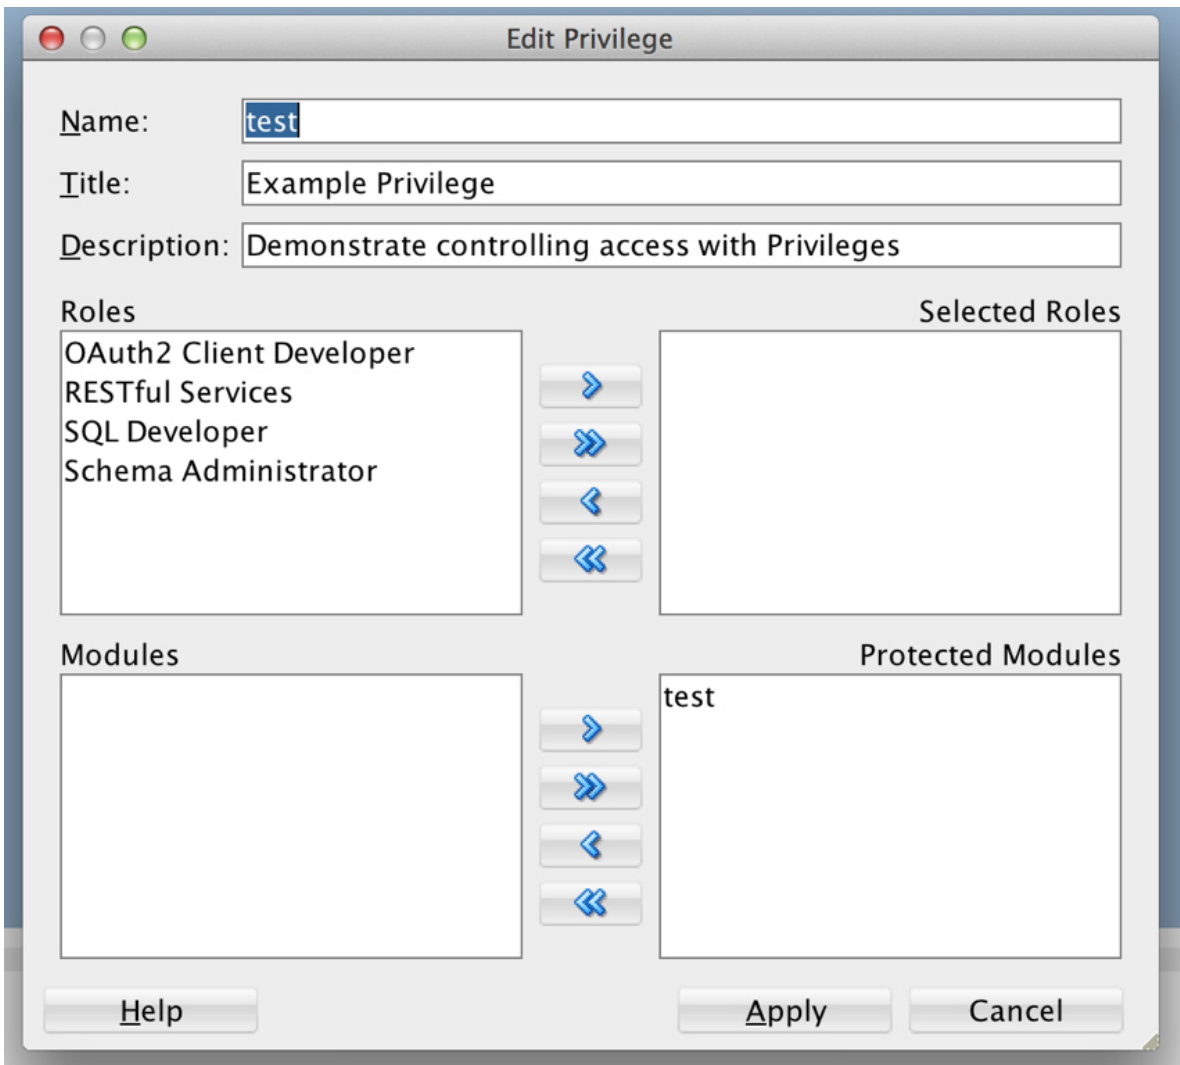 Edit Privilege
Name: test
Title: Example Privilege
Description: Demonstrate controlling access with Privileges
Roles
OAuth2 Client Developer
RESTful Services
SQL Developer
Schema Administrator
Selected Roles
Modules
Protected Modules
test
Help Apply Cancel